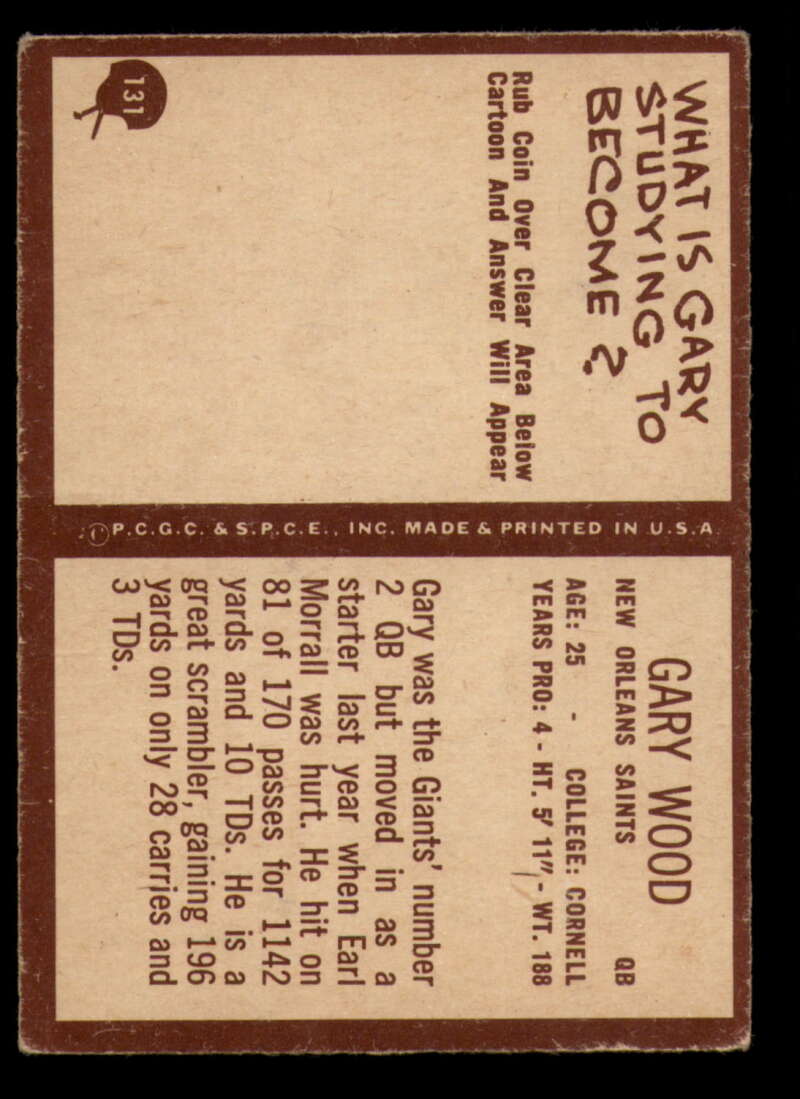 131
WHAT IS GARY
STUDYING TO
BECOME?
Rub Coin Over Clear Area Below
Cartoon And Answer Will Appear
©P.C.G.C. & S.P.C.E., INC. MADE & PRINTED IN U.S.A.
GARY WOOD
NEW ORLEANS SAINTS QB
AGE: 25 - COLLEGE: CORNELL
YEARS PRO: 4 - HT. 5' 11" - WT. 188
Gary was the Giants' number
2 QB but moved in as a
starter last year when Earl
Morrall was hurt. He hit on
81 of 170 passes for 1142
yards and 10 TDs. He is a
great scrambler, gaining 196
yards on only 28 carries and
3 TDs.